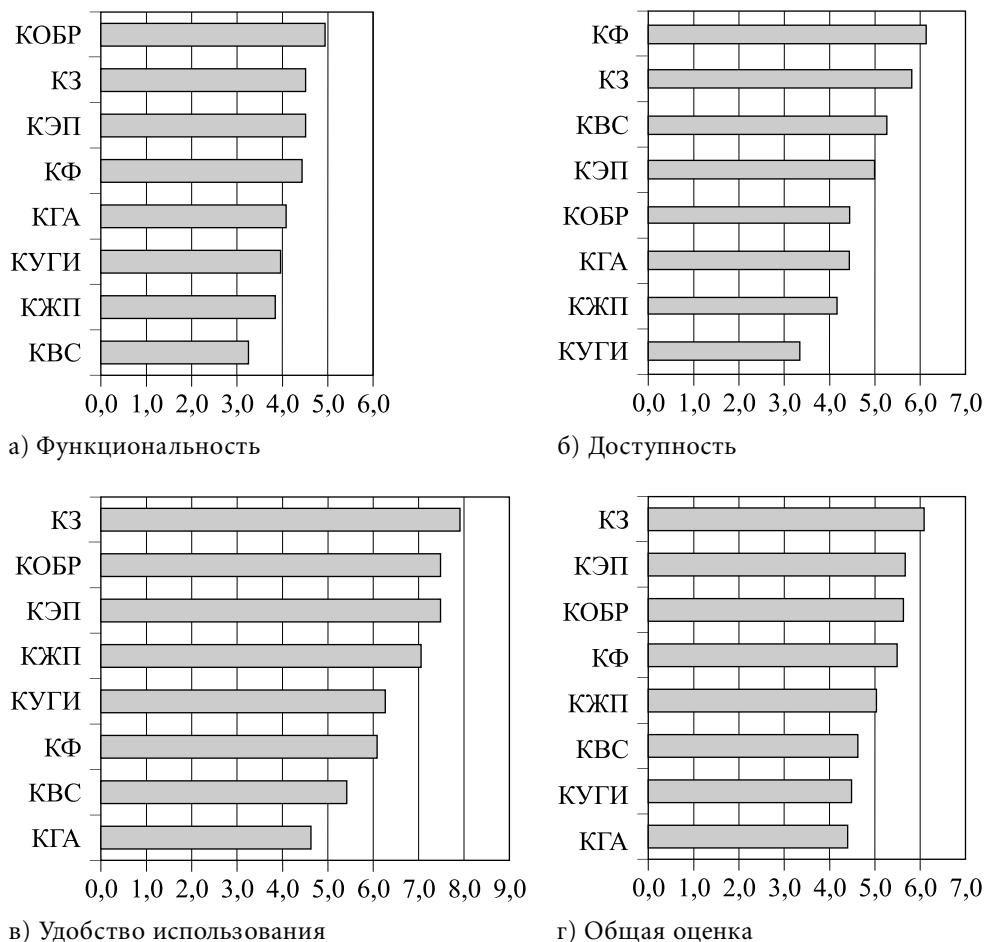 КОБР
КЗ
КЭП
КФ
КГА
КУГИ
КЖП
КВС
0,0 1,0 2,0 3,0 4,0 5,0 6,0
а) Функциональность
КФ
КЗ
КВС
КЭП
КОБР
КГА
КЖП
КУГИ
0,0 1,0 2,0 3,0 4,0 5,0 6,0 7,0
б) Доступность
КЗ
КОБР
КЭП
КЖП
КУГИ
КФ
КВС
КГА
0,0 1,0 2,0 3,0 4,0 5,0 6,0 7,0 8,0 9,0
в) Удобство использования
КЗ
КЭП
КОБР
КФ
КЖП
КВС
КУГИ
КГА
0,0 1,0 2,0 3,0 4,0 5,0 6,0 7,0
г) Общая оценка